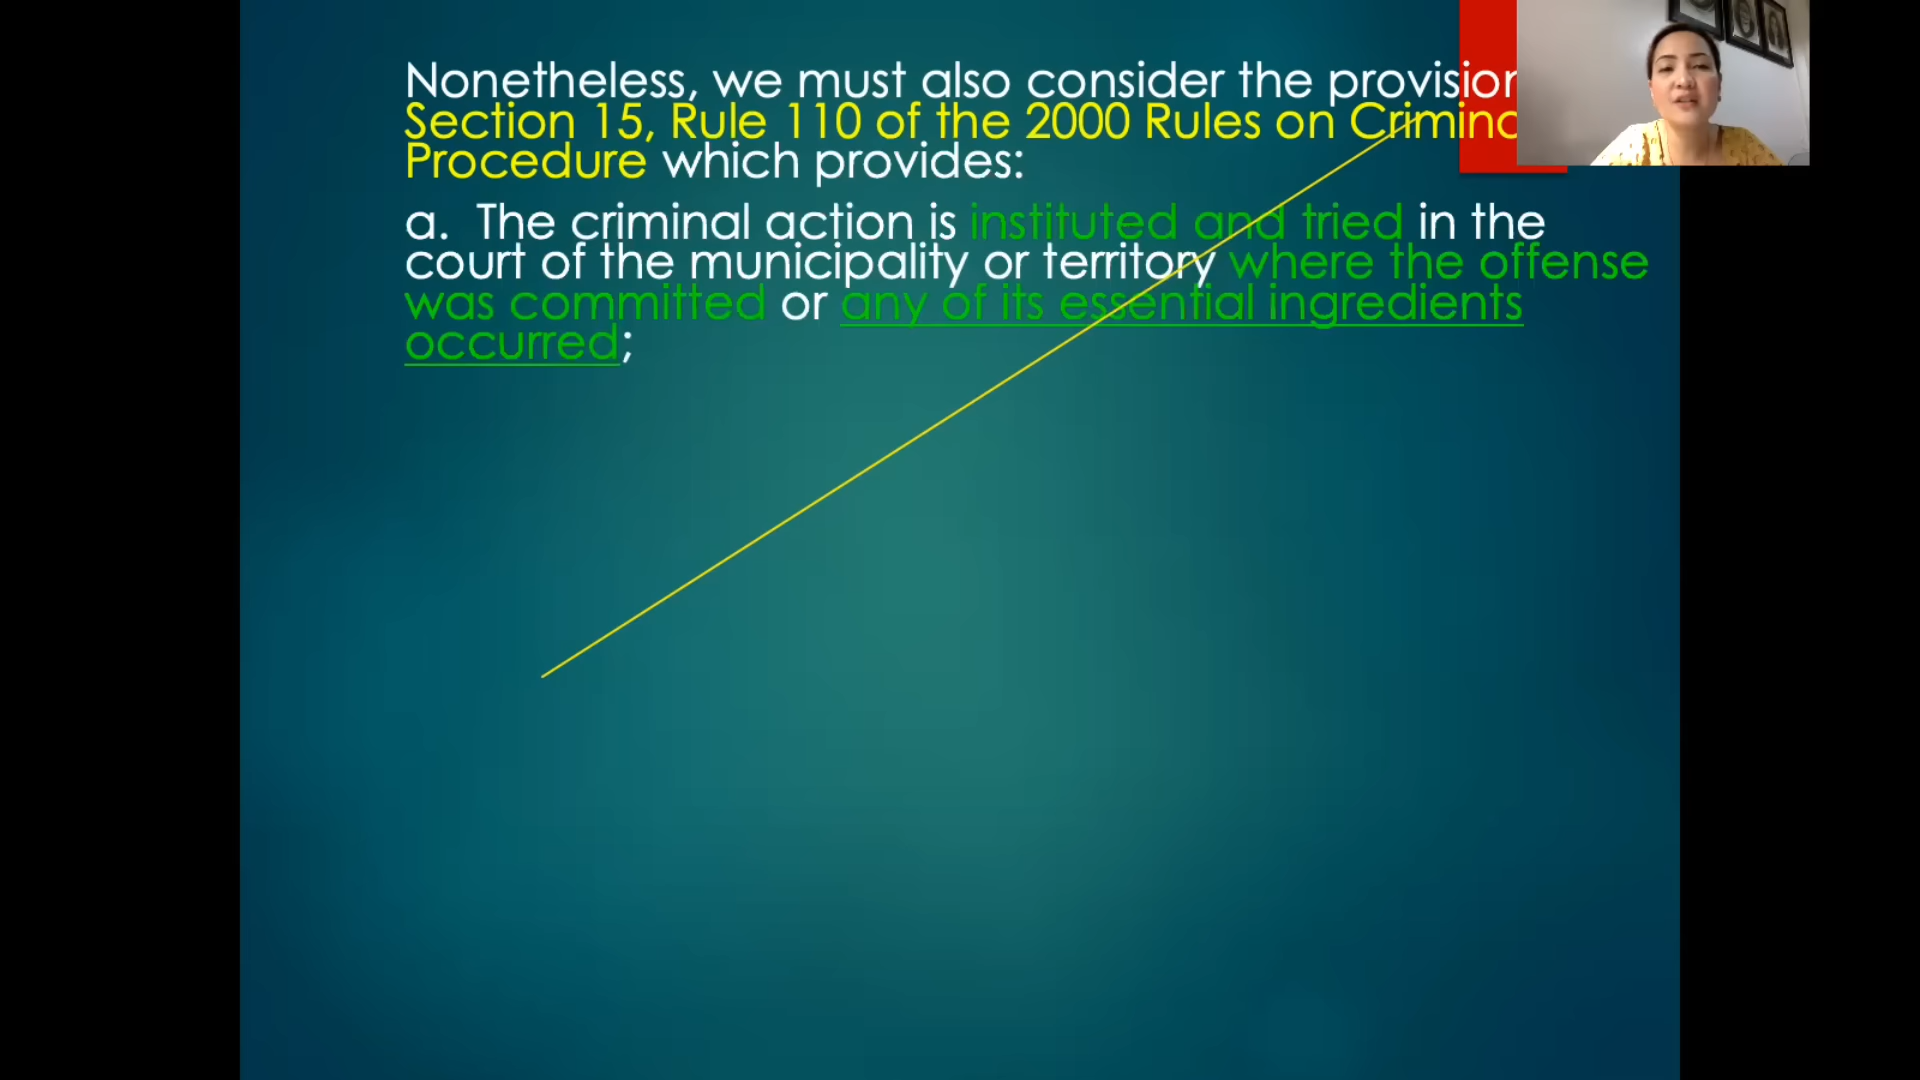 Nonetheless, we must also consider the provision
Section 15, Rule 110 of the 2000 Rules on
Procedure which provides:
a. The criminal action is instituted and tried in the
court of the municipality or territory where the offense
was committed or any of its essential ingredients
occurred;